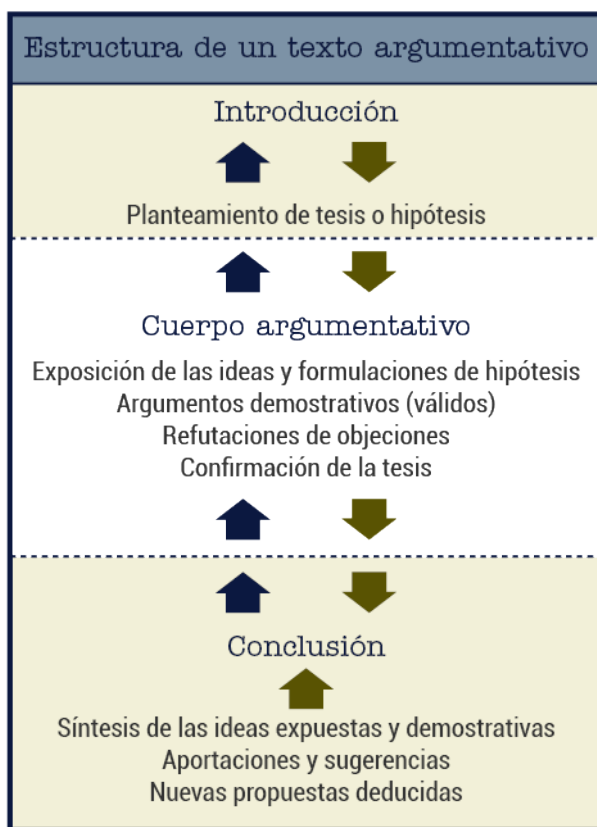 Estructura de un texto argumentativo
Introducción
Planteamiento de tesis o hipótesis
Cuerpo argumentativo
Exposición de las ideas y formulaciones de hipótesis
Argumentos demostrativos (válidos)
Refutaciones de objeciones
Confirmación de la tesis
Conclusión
Síntesis de las ideas expuestas y demostrativas
Aportaciones y sugerencias
Nuevas propuestas deducidas